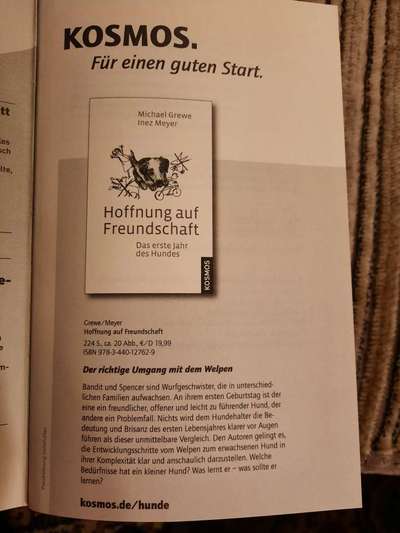 KOSMOS.
Für einen guten Start.
Michael Grewe
Inez Meyer
Hoffnung auf
Freundschaft
Das erste Jahr
des Hundes
KOSMOS
Grewe/Meyer
Hoffnung auf Freundschaft
224 S., ca. 20 Abb., €/D 19,99
ISBN 978-3-440-12762-9
Der richtige Umgang mit dem Welpen
Bandit und Spencer sind Wurfgeschwister, die in unterschied-
lichen Familien aufwachsen. An ihrem ersten Geburtstag ist der
eine ein freundlicher, offener und leicht zu führender Hund, der
andere ein Problemfall. Nichts wird dem Hundehalter die Be-
deutung und Brisanz des ersten Lebensjahres klarer vor Augen
führen als dieser unmittelbare Vergleich. Den Autoren gelingt es,
die Entwicklungsschritte vom Welpen zum erwachsenen Hund in
ihrer Komplexität klar und anschaulich darzustellen. Welche
Bedürfnisse hat ein kleiner Hund? Was lernt er – was sollte er
lernen?
kosmos.de/hunde